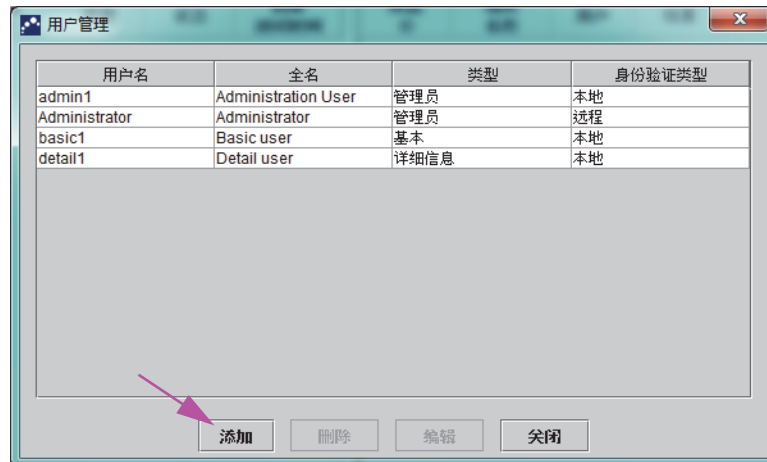 用户管理
用户名 全名 类型 身份验证类型
admin1 Administration User 管理员 本地
Administrator Administrator 管理员 远程
basic1 Basic user 基本 本地
detail1 Detail user 详细信息 本地
添加 删除 编辑 关闭